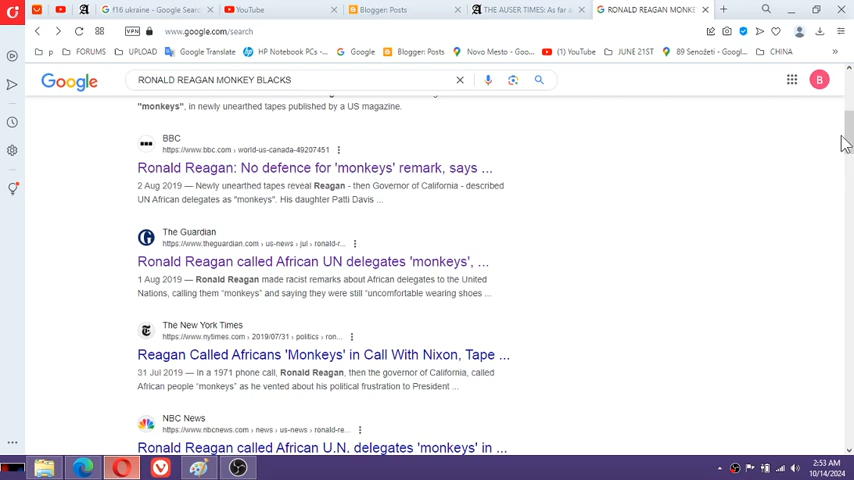 f16 ukraine - Google Searc
YouTube
Blogger: Posts
THE AUSER TIMES: As far a
RONALD REAGAN MONKE
VPN
www.google.com/search
p
FORUMS
UPLOAD
Google Translate
HP Notebook PC's -
Google
Blogger: Posts
Novo Mesto - Googl...
(1) YouTube
JUNE 21ST
89 Senožeti - Googl...
CHINA
Google
RONALD REAGAN MONKEY BLACKS
B
"monkeys", in newly unearthed tapes published by a US magazine.
BBC
https://www.bbc.com › world-us-canada-49207451
Ronald Reagan: No defence for 'monkeys' remark, says ...
2 Aug 2019 — Newly unearthed tapes reveal Reagan - then Governor of California - described
UN African delegates as "monkeys". His daughter Patti Davis ...
The Guardian
https://www.theguardian.com › us-news › jul › ronald-r...
Ronald Reagan called African UN delegates 'monkeys', ...
1 Aug 2019 — Ronald Reagan made racist remarks about African delegates to the United
Nations, calling them “monkeys” and saying they were still “uncomfortable wearing shoes ...
The New York Times
https://www.nytimes.com › 2019/07/31 › politics › ron...
Reagan Called Africans 'Monkeys' in Call With Nixon, Tape ...
31 Jul 2019 — In a 1971 phone call, Ronald Reagan, then the governor of California, called
African people “monkeys” as he vented about his political frustration to President ...
NBC News
https://www.nbcnews.com › news › us-news › ronald-re...
Ronald Reagan called African U.N. delegates 'monkeys' in ...
2:53 AM
10/14/2024